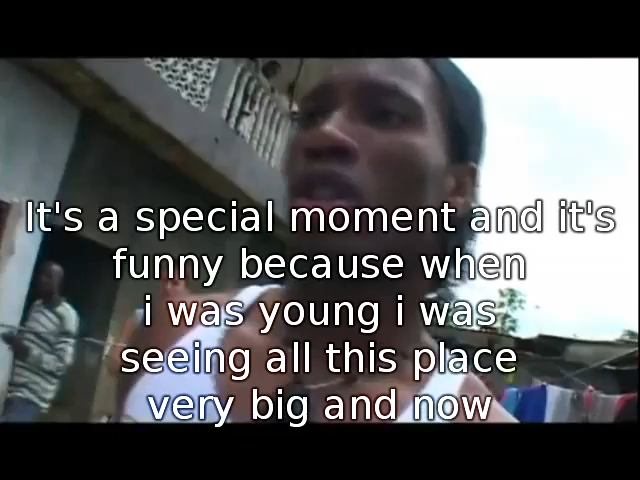 It's a special moment and it's
funny because when
i was young i was
seeing all this place
very big and now